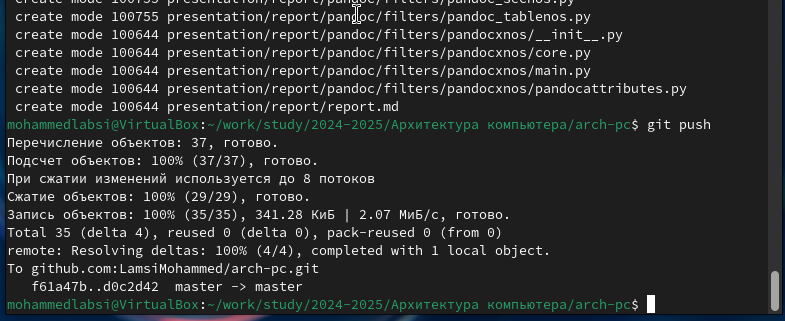 create mode 100755 presentation/report/pandoc/filters/pandoc_secnos.py
create mode 100755 presentation/report/pandoc/filters/pandoc_tablenos.py
create mode 100644 presentation/report/pandoc/filters/pandocxnos/__init__.py
create mode 100644 presentation/report/pandoc/filters/pandocxnos/core.py
create mode 100644 presentation/report/pandoc/filters/pandocxnos/main.py
create mode 100644 presentation/report/pandoc/filters/pandocxnos/pandocattributes.py
create mode 100644 presentation/report/report.md
mohammedlabsi@VirtualBox:~/work/study/2024-2025/Архитектура компьютера/arch-pc$ git push
Перечисление объектов: 37, готово.
Подсчет объектов: 100% (37/37), готово.
При сжатии изменений используется до 8 потоков
Сжатие объектов: 100% (29/29), готово.
Запись объектов: 100% (35/35), 341.28 КиБ | 2.07 МиБ/с, готово.
Total 35 (delta 4), reused 0 (delta 0), pack-reused 0 (from 0)
remote: Resolving deltas: 100% (4/4), completed with 1 local object.
To github.com:LamsiMohammed/arch-pc.git
f61a47b..d0c2d42  master -> master
mohammedlabsi@VirtualBox:~/work/study/2024-2025/Архитектура компьютера/arch-pc$